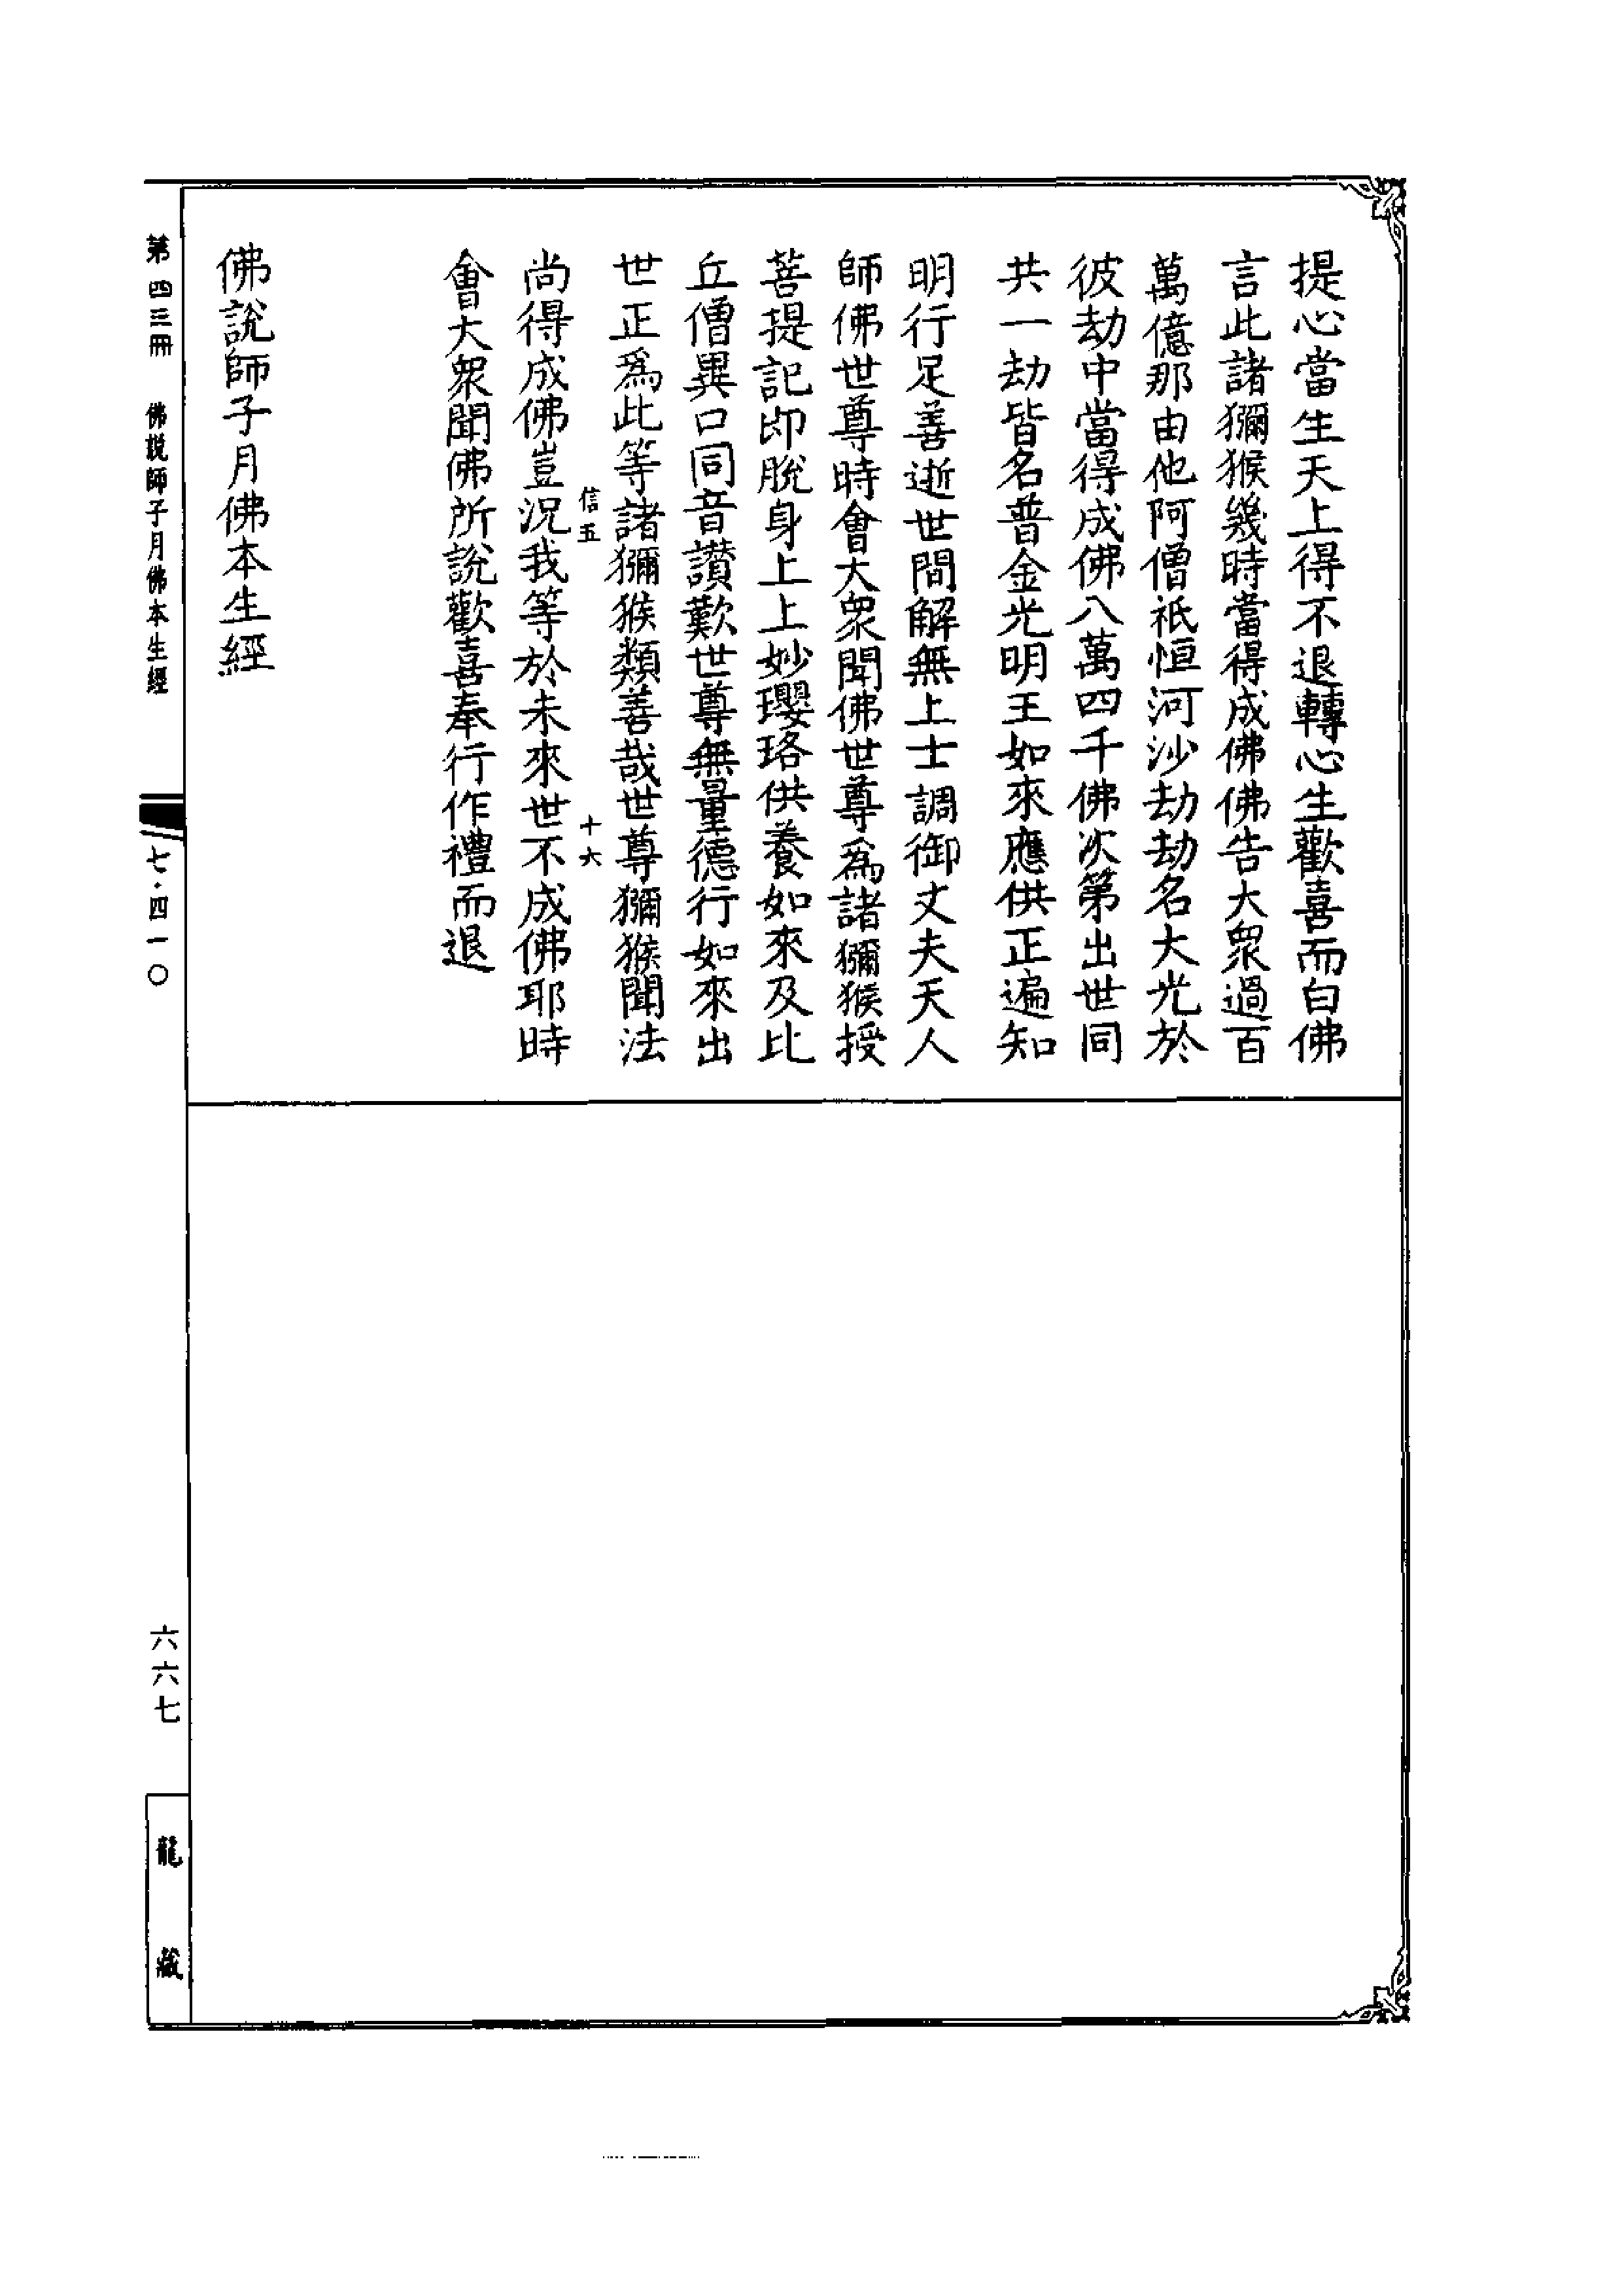 提心當生天上得不退轉心生歡喜而白佛
言此諸獼猴幾時當得成佛佛告大眾過百
萬億那由他阿僧祇恒河沙劫劫名大光於
彼劫中當得成佛八萬四千佛次第出世同
共一劫皆名普金光明王如來應供正遍知
明行足善逝世間解無上士調御丈夫天人
師佛世尊時會大眾聞佛世尊為諸獼猴授
菩提記即脫身上上妙瓔珞供養如來及比
丘僧異口同音讚歎世尊無量德行如來出
世正為此等諸獼猴類善哉世尊獼猴聞法
信五
十六
尚得成佛豈況我等於未來世不成佛耶時
會大眾聞佛所說歡喜奉行作禮而退
佛說師子月佛本生經
第四三冊 佛說師子月佛本生經
七·四一〇
六六七
龍藏